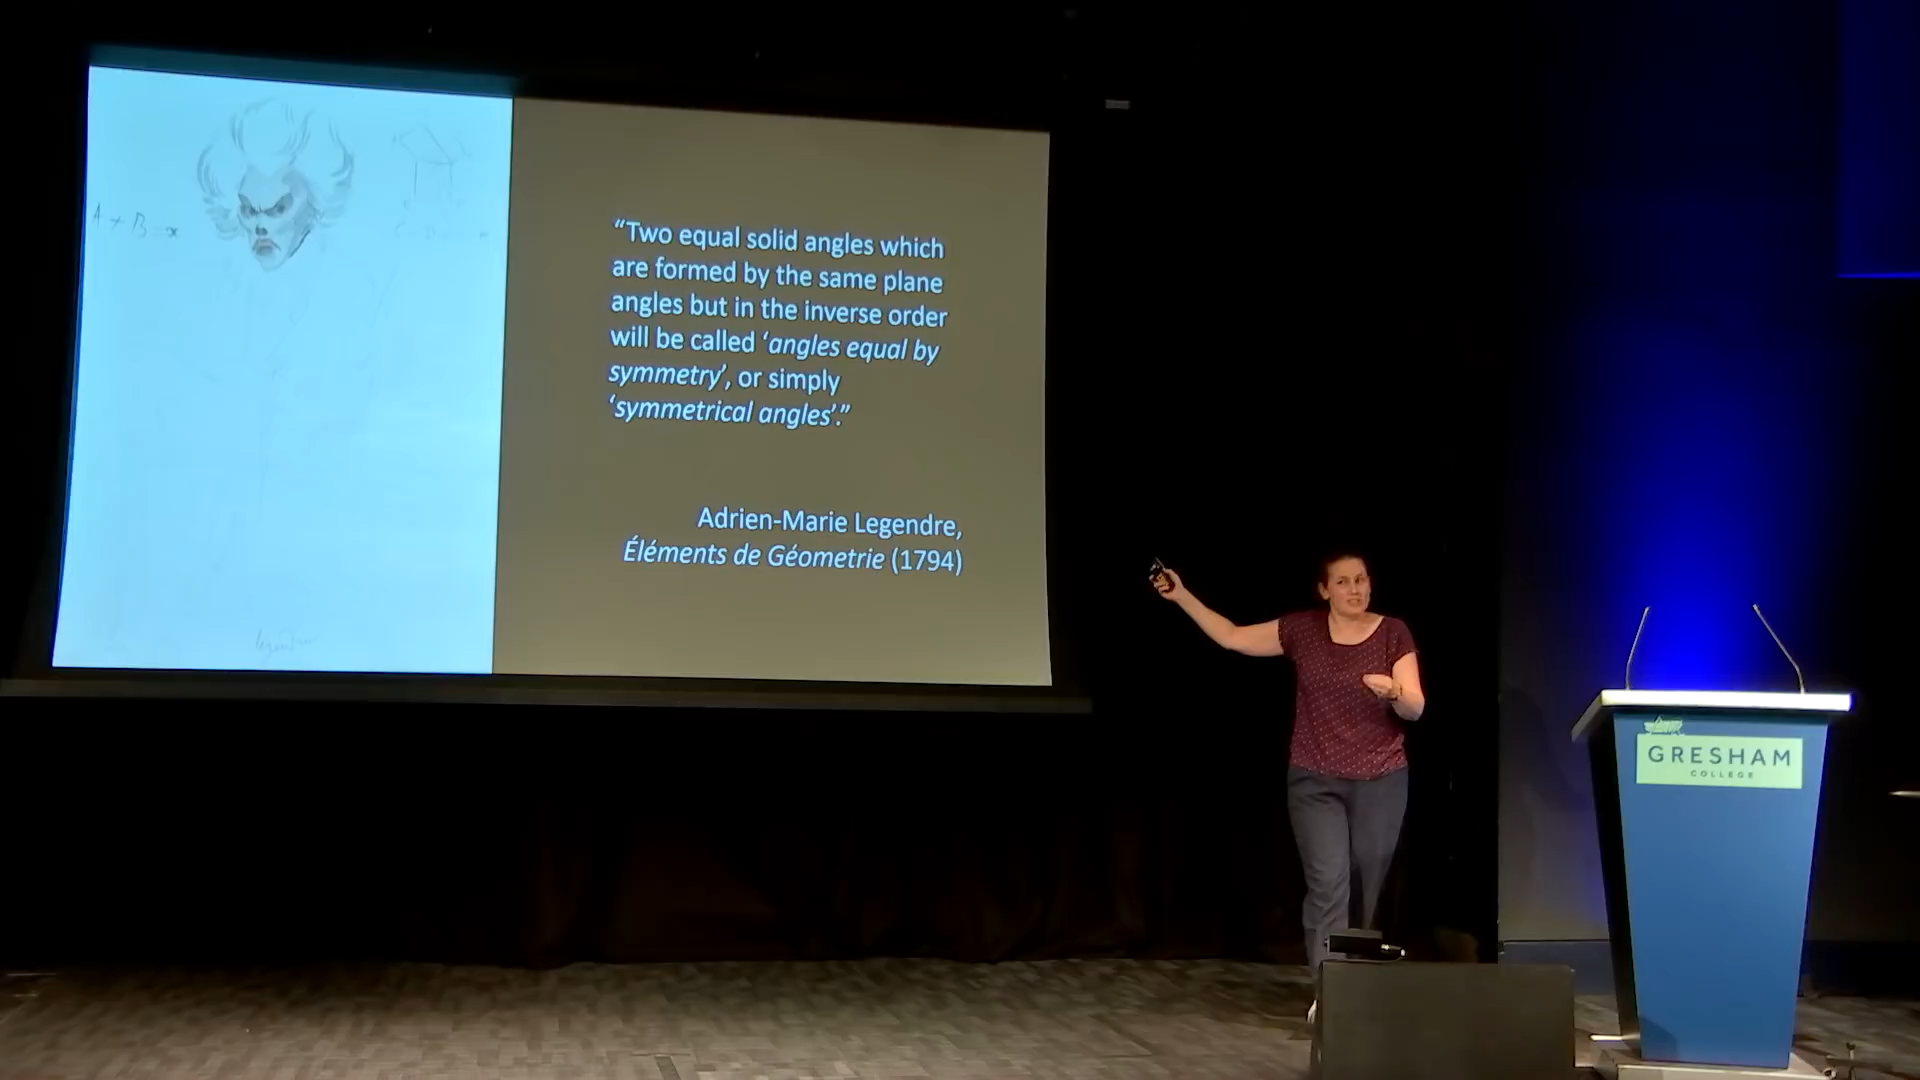 A + B = x
“Two equal solid angles which
are formed by the same plane
angles but in the inverse order
will be called ‘angles equal by
symmetry’, or simply
‘symmetrical angles’.”
Adrien-Marie Legendre,
Éléments de Géometrie (1794)
GRESHAM
COLLEGE